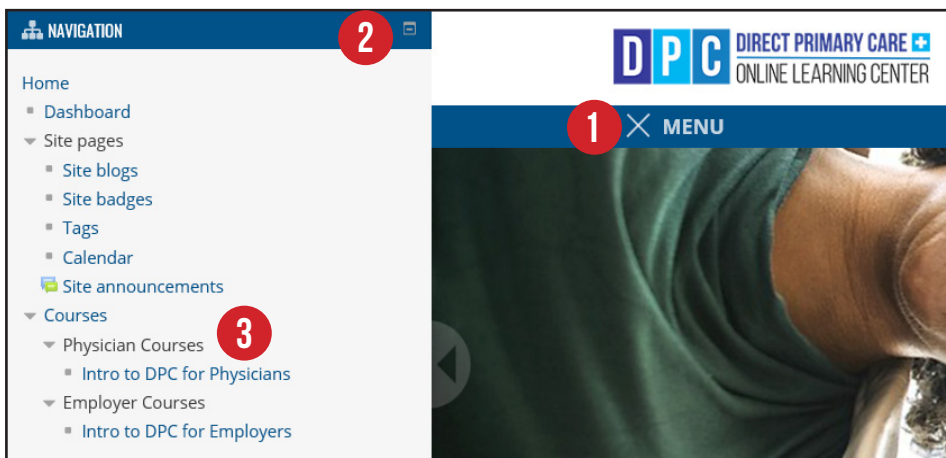 NAVIGATION
2
Home
Dashboard
Site pages
Site blogs
Site badges
Tags
Calendar
Site announcements
Courses
Physician Courses
3
Intro to DPC for Physicians
Employer Courses
Intro to DPC for Employers
DPC DIRECT PRIMARY CARE
ONLINE LEARNING CENTER
1
MENU